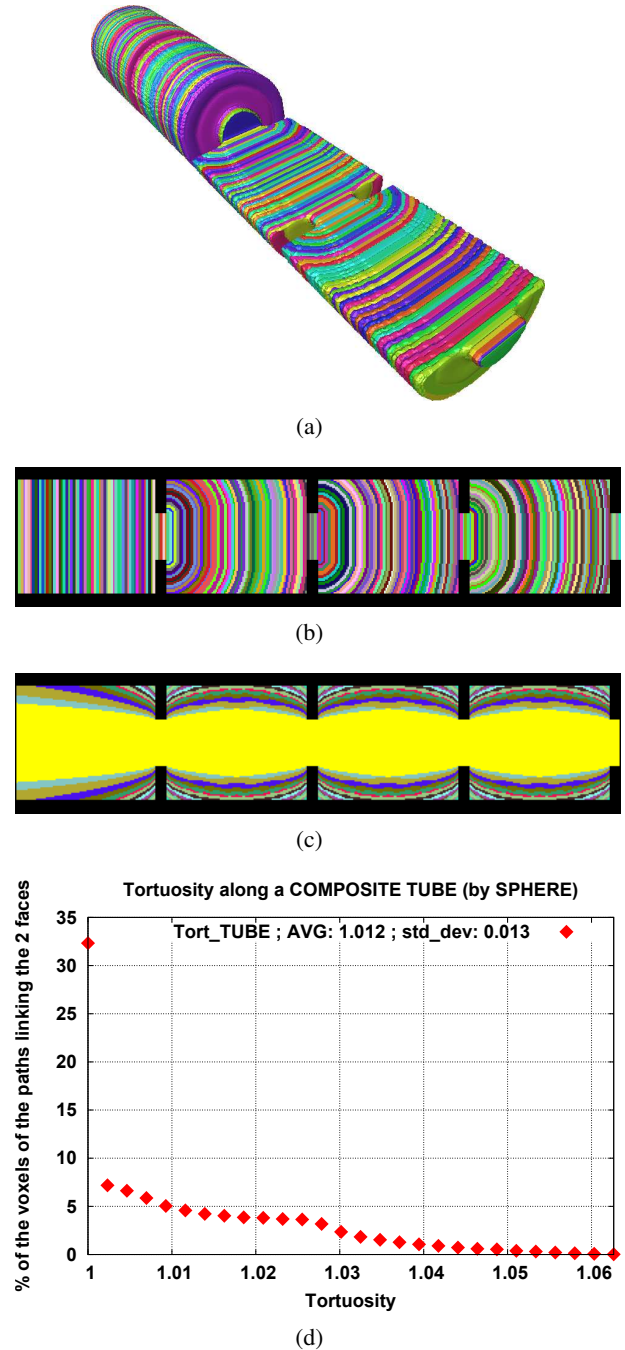 (a)
(b)
(c)
Tortuosity along a COMPOSITE TUBE (by SPHERE)
Tort_TUBE ; AVG: 1.012 ; std_dev: 0.013
% of the voxels of the paths linking the 2 faces
35
30
25
20
15
10
5
0
1 1.01 1.02 1.03 1.04 1.05 1.06
Tortuosity
(d)